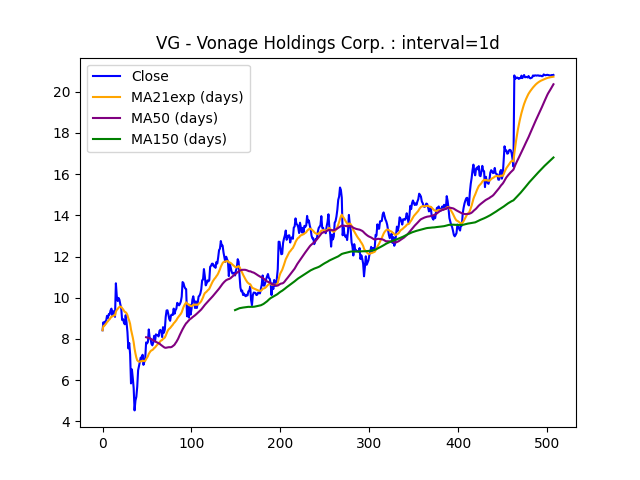 VG - Vonage Holdings Corp. : interval=1d
Close
MA21exp (days)
MA50 (days)
MA150 (days)
20
18
16
14
12
10
8
6
4
0 100 200 300 400 500